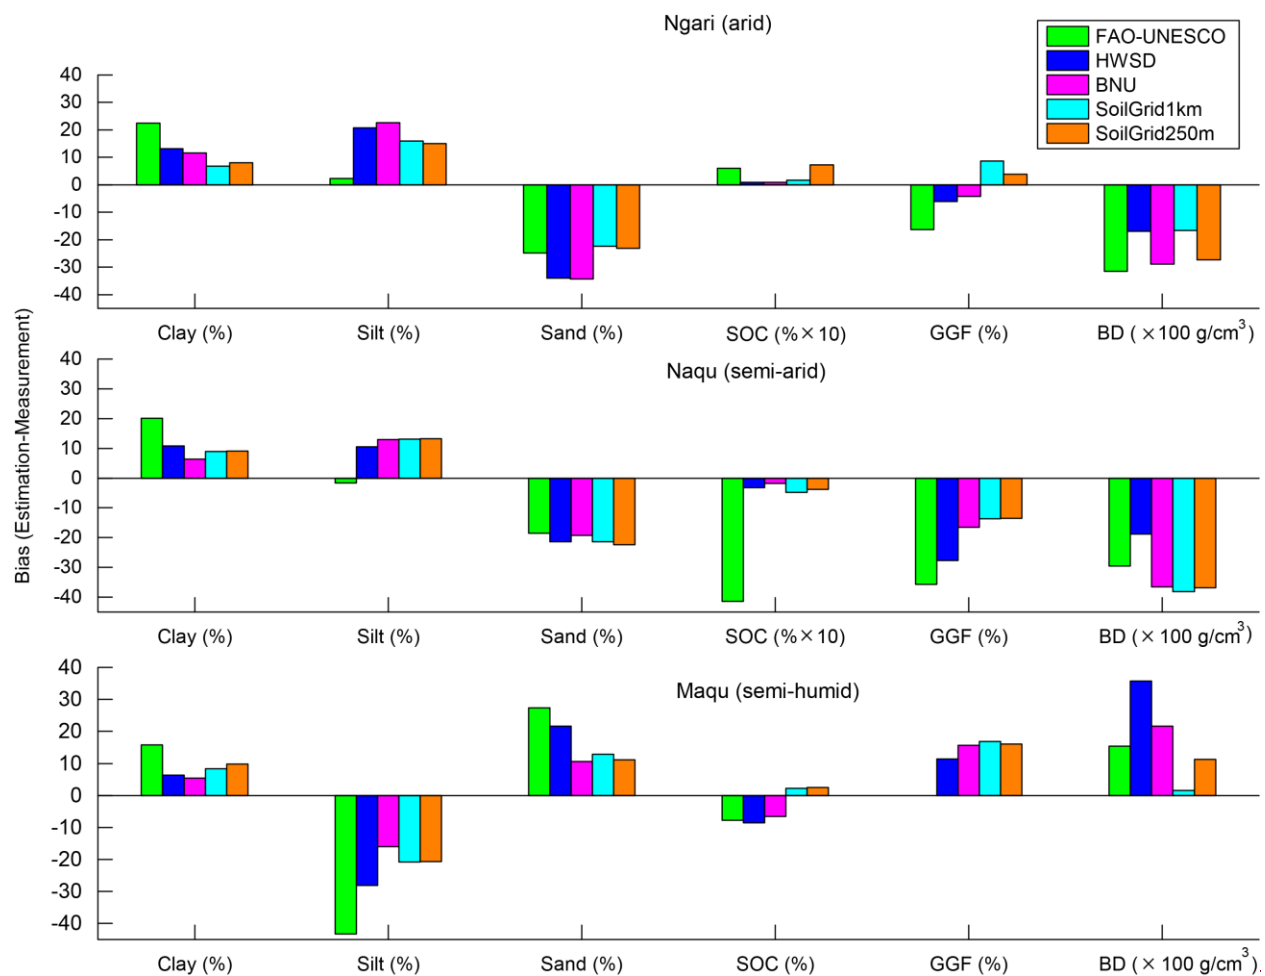 Ngari (arid)
FAO-UNESCO
HWSD
BNU
SoilGrid1km
SoilGrid250m
40
30
20
10
0
-10
-20
-30
-40
Clay (%)
Silt (%)
Sand (%)
SOC (%×10)
GGF (%)
BD ( ×100 g/cm³)
Bias (Estimation-Measurement)
Naqu (semi-arid)
40
30
20
10
0
-10
-20
-30
-40
Clay (%)
Silt (%)
Sand (%)
SOC (%×10)
GGF (%)
BD ( ×100 g/cm³)
Maqu (semi-humid)
40
30
20
10
0
-10
-20
-30
-40
Clay (%)
Silt (%)
Sand (%)
SOC (%)
GGF (%)
BD ( ×100 g/cm³)